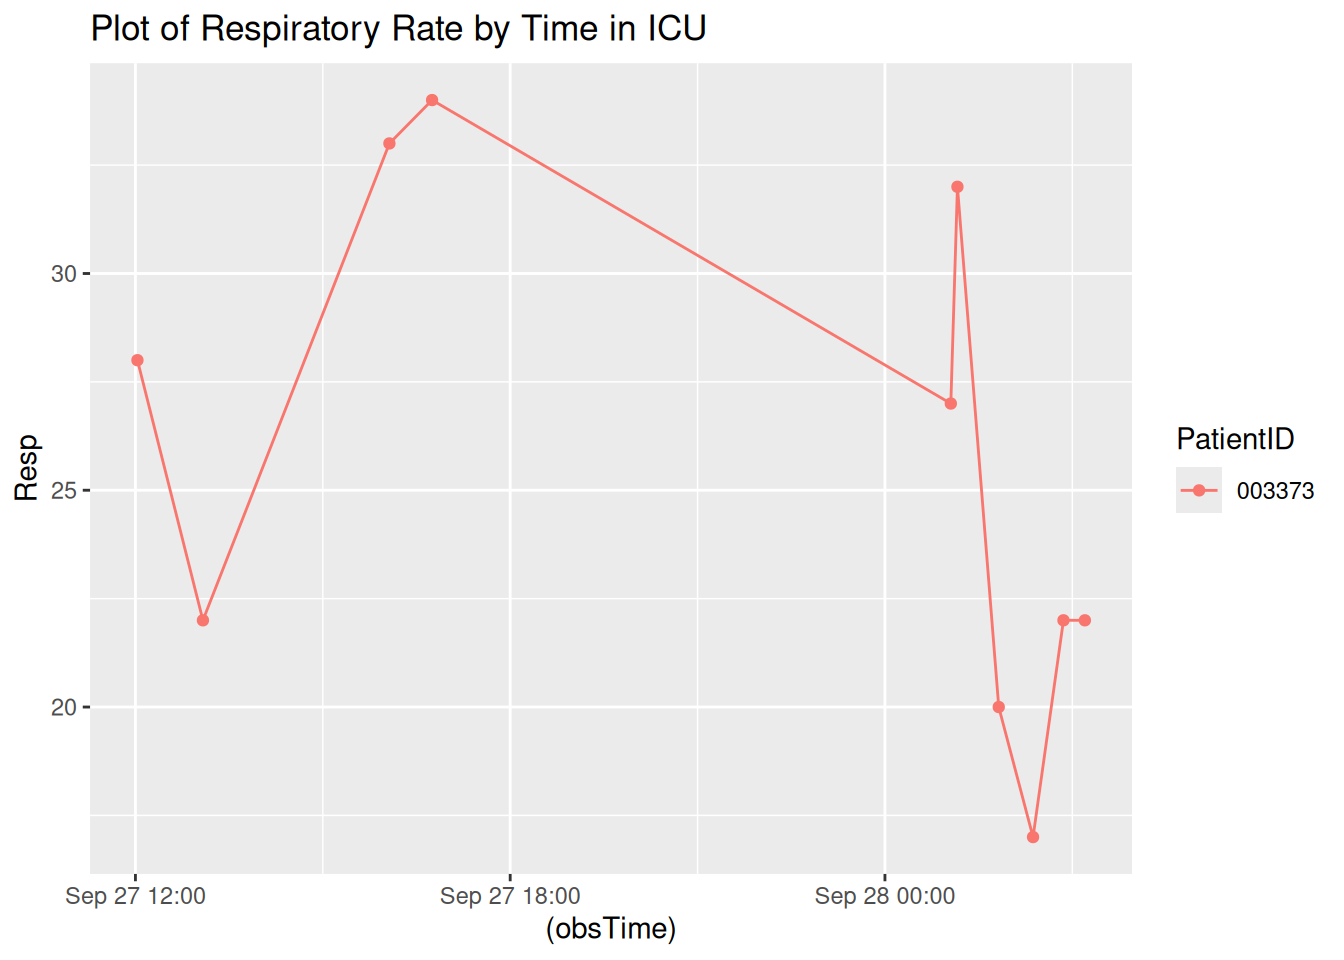 Plot of Respiratory Rate by Time in ICU
Resp
30
25
20
Sep 27 12:00
Sep 27 18:00
Sep 28 00:00
(obsTime)
PatientID
003373